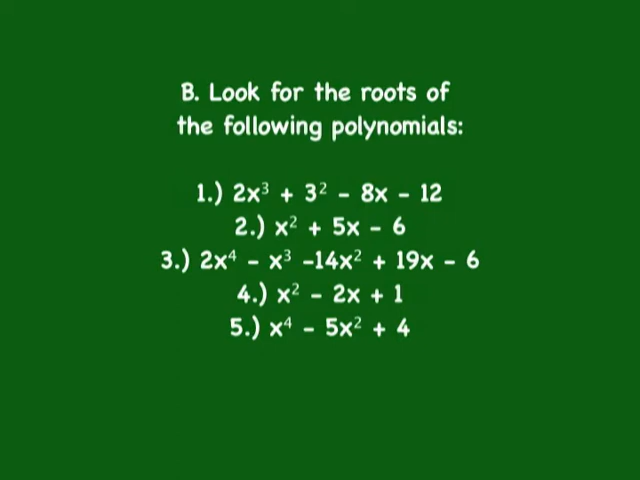 B. Look for the roots of
the following polynomials:
1.) 2x³ + 3² – 8x – 12
2.) x² + 5x – 6
3.) 2x⁴ – x³ -14x² + 19x – 6
4.) x² – 2x + 1
5.) x⁴ – 5x² + 4